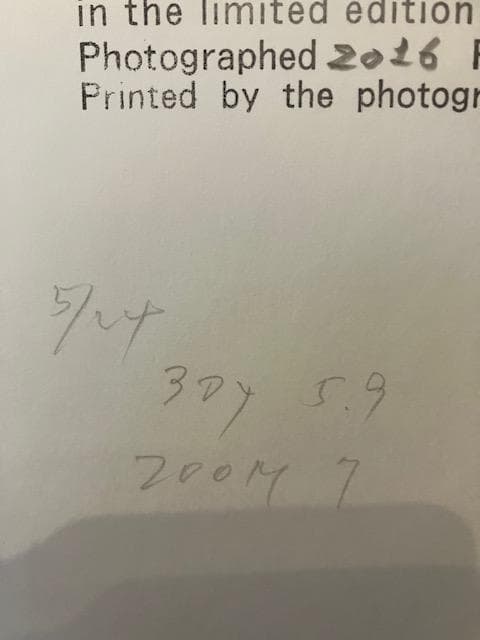 in the limited edition
Photographed 2016
Printed by the photogr
5/24
30y 5.9
200M 7